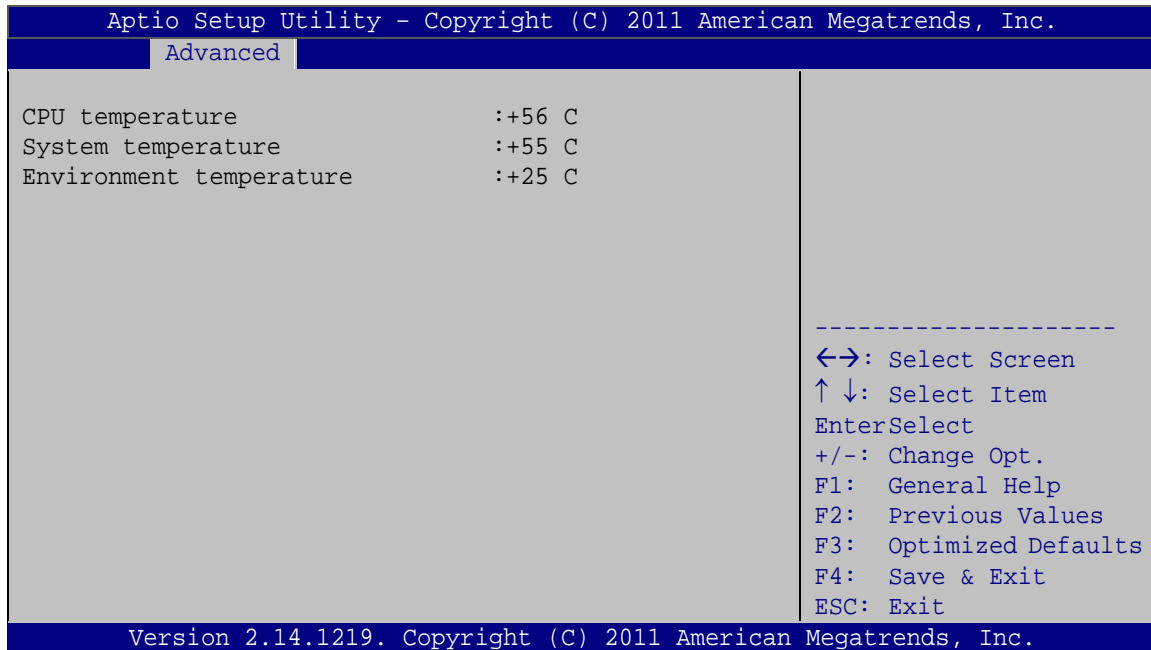 Aptio Setup Utility – Copyright (C) 2011 American Megatrends, Inc.
Advanced
CPU temperature :+56 C
System temperature :+55 C
Environment temperature :+25 C
---------------------
←→: Select Screen
↑ ↓: Select Item
EnterSelect
+/-: Change Opt.
F1: General Help
F2: Previous Values
F3: Optimized Defaults
F4: Save & Exit
ESC: Exit
Version 2.14.1219. Copyright (C) 2011 American Megatrends, Inc.